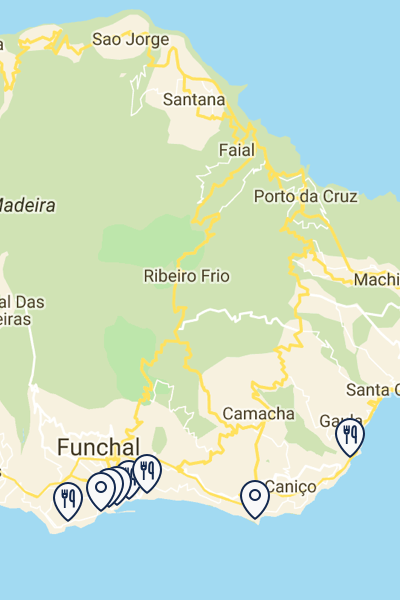 Sao Jorge
Santana
Faial
Porto da Cruz
Madeira
Ribeiro Frio
Machi
al Das
eiras
Santa C
Camacha
Gaula
Funchal
Caniço